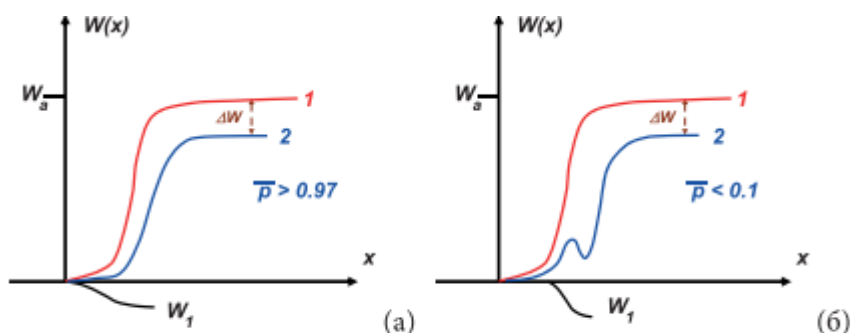 W(x)
Wₐ
1
ΔW
2
p̅ > 0.97
x
W₁
(а)
W(x)
Wₐ
1
ΔW
2
p̅ < 0.1
x
W₁
(б)